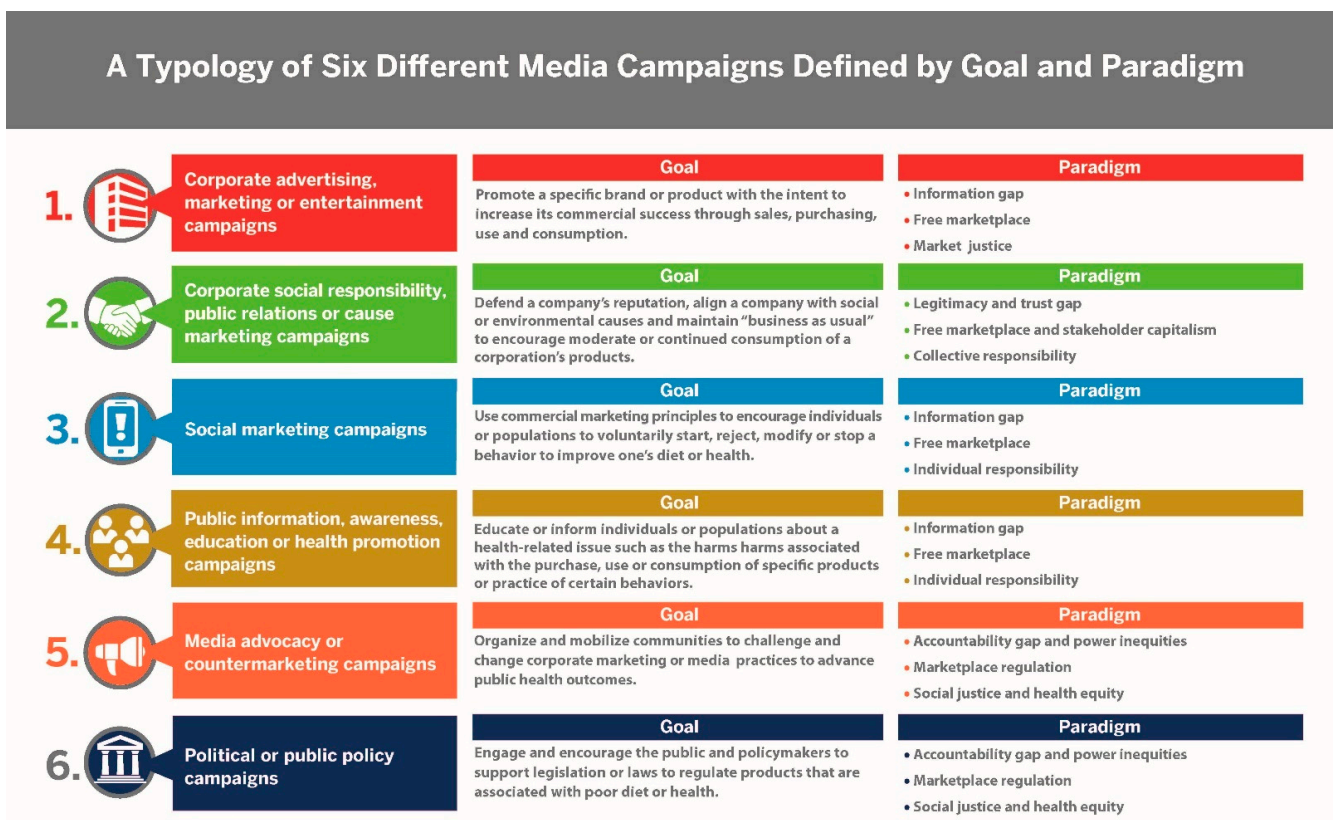 A Typology of Six Different Media Campaigns Defined by Goal and Paradigm
1.
Corporate advertising,
marketing or entertainment
campaigns
Goal
Promote a specific brand or product with the intent to
increase its commercial success through sales, purchasing,
use and consumption.
Paradigm
• Information gap
• Free marketplace
• Market justice
2.
Corporate social responsibility,
public relations or cause
marketing campaigns
Goal
Defend a company's reputation, align a company with social
or environmental causes and maintain "business as usual"
to encourage moderate or continued consumption of a
corporation's products.
Paradigm
• Legitimacy and trust gap
• Free marketplace and stakeholder capitalism
• Collective responsibility
3.
Social marketing campaigns
Goal
Use commercial marketing principles to encourage individuals
or populations to voluntarily start, reject, modify or stop a
behavior to improve one's diet or health.
Paradigm
• Information gap
• Free marketplace
• Individual responsibility
4.
Public information, awareness,
education or health promotion
campaigns
Goal
Educate or inform individuals or populations about a
health-related issue such as the harms harms associated
with the purchase, use or consumption of specific products
or practice of certain behaviors.
Paradigm
• Information gap
• Free marketplace
• Individual responsibility
5.
Media advocacy or
countermarketing campaigns
Goal
Organize and mobilize communities to challenge and
change corporate marketing or media practices to advance
public health outcomes.
Paradigm
• Accountability gap and power inequities
• Marketplace regulation
• Social justice and health equity
6.
Political or public policy
campaigns
Goal
Engage and encourage the public and policymakers to
support legislation or laws to regulate products that are
associated with poor diet or health.
Paradigm
• Accountability gap and power inequities
• Marketplace regulation
• Social justice and health equity